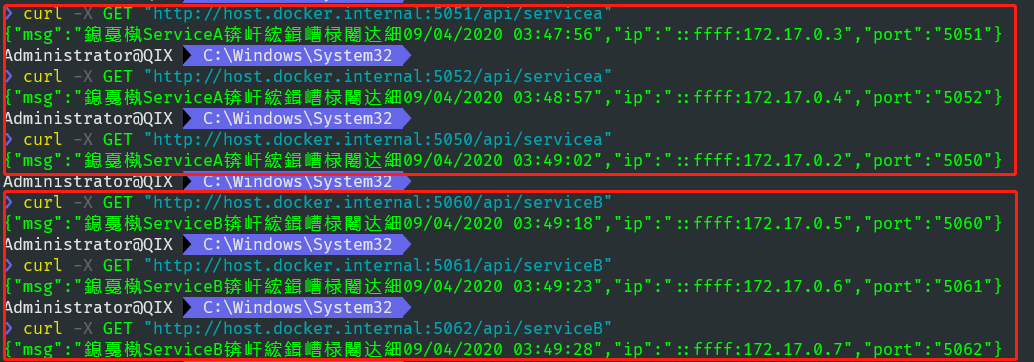 ❯ curl -X GET "http://host.docker.internal:5051/api/servicea"
{"msg":"鎴戞槸ServiceA锛屽綋鍓嶆椂闂达細09/04/2020 03:47:56","ip":"::ffff:172.17.0.3","port":"5051"}
Administrator@QIX C:\Windows\System32
❯ curl -X GET "http://host.docker.internal:5052/api/servicea"
{"msg":"鎴戞槸ServiceA锛屽綋鍓嶆椂闂达細09/04/2020 03:48:57","ip":"::ffff:172.17.0.4","port":"5052"}
Administrator@QIX C:\Windows\System32
❯ curl -X GET "http://host.docker.internal:5050/api/servicea"
{"msg":"鎴戞槸ServiceA锛屽綋鍓嶆椂闂达細09/04/2020 03:49:02","ip":"::ffff:172.17.0.2","port":"5050"}
Administrator@QIX C:\Windows\System32
❯ curl -X GET "http://host.docker.internal:5060/api/serviceB"
{"msg":"鎴戞槸ServiceB锛屽綋鍓嶆椂闂达細09/04/2020 03:49:18","ip":"::ffff:172.17.0.5","port":"5060"}
Administrator@QIX C:\Windows\System32
❯ curl -X GET "http://host.docker.internal:5061/api/serviceB"
{"msg":"鎴戞槸ServiceB锛屽綋鍓嶆椂闂达細09/04/2020 03:49:23","ip":"::ffff:172.17.0.6","port":"5061"}
Administrator@QIX C:\Windows\System32
❯ curl -X GET "http://host.docker.internal:5062/api/serviceB"
{"msg":"鎴戞槸ServiceB锛屽綋鍓嶆椂闂达細09/04/2020 03:49:28","ip":"::ffff:172.17.0.7","port":"5062"}